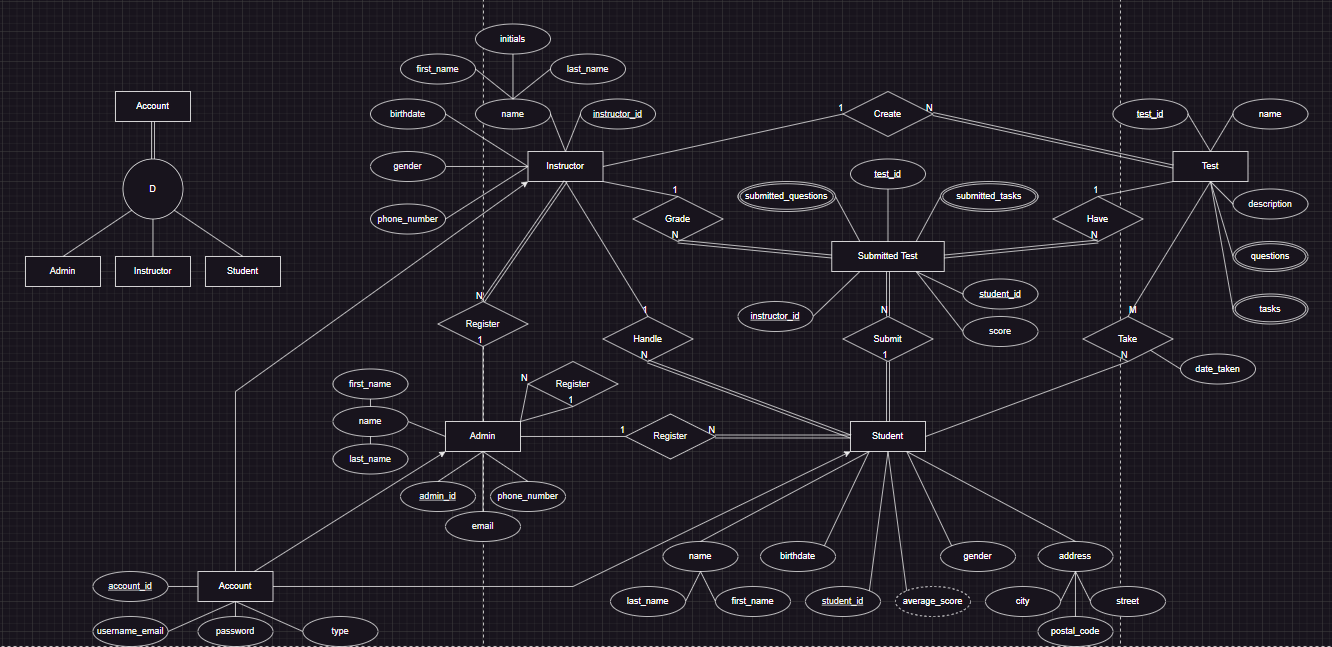 initials
first_name
last_name
Account
birthdate
name
instructor_id
1
Create
N
test_id
name
gender
Instructor
Test
test_id
D
submitted_questions
submitted_tasks
1
1
description
phone_number
Grade
Have
N
N
Submitted Test
questions
Admin
Instructor
Student
N
student_id
instructor_id
1
N
M
tasks
Register
score
1
Handle
Submit
Take
N
1
N
date_taken
first_name
N
Register
1
name
Admin
1
Register
N
Student
last_name
admin_id
phone_number
email
name
birthdate
gender
address
account_id
Account
last_name
first_name
student_id
average_score
city
street
username_email
password
type
postal_code